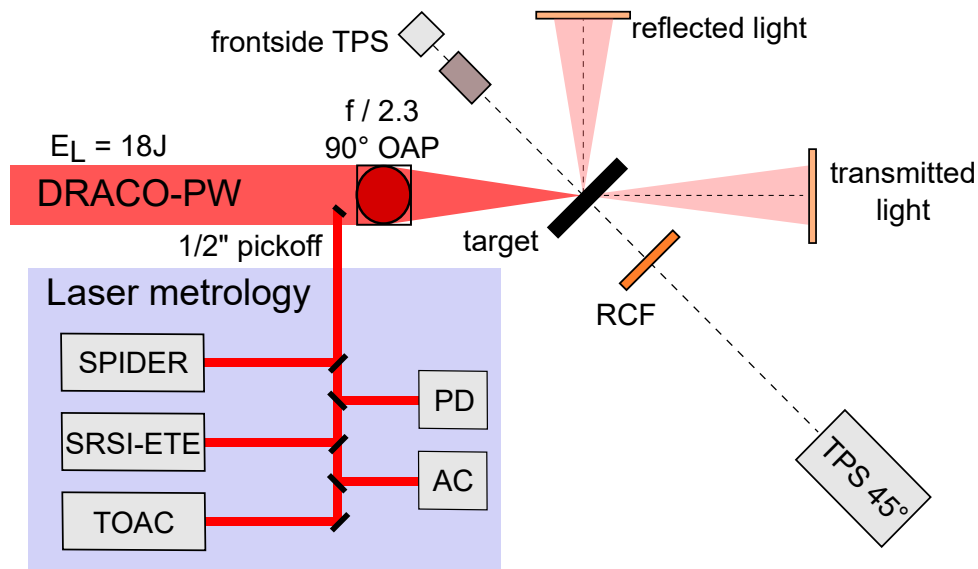 frontside TPS
reflected light
f / 2.3
90° OAP
E_L = 18J
DRACO-PW
transmitted
light
target
1/2" pickoff
RCF
Laser metrology
SPIDER
PD
SRSI-ETE
AC
TOAC
TPS 45°